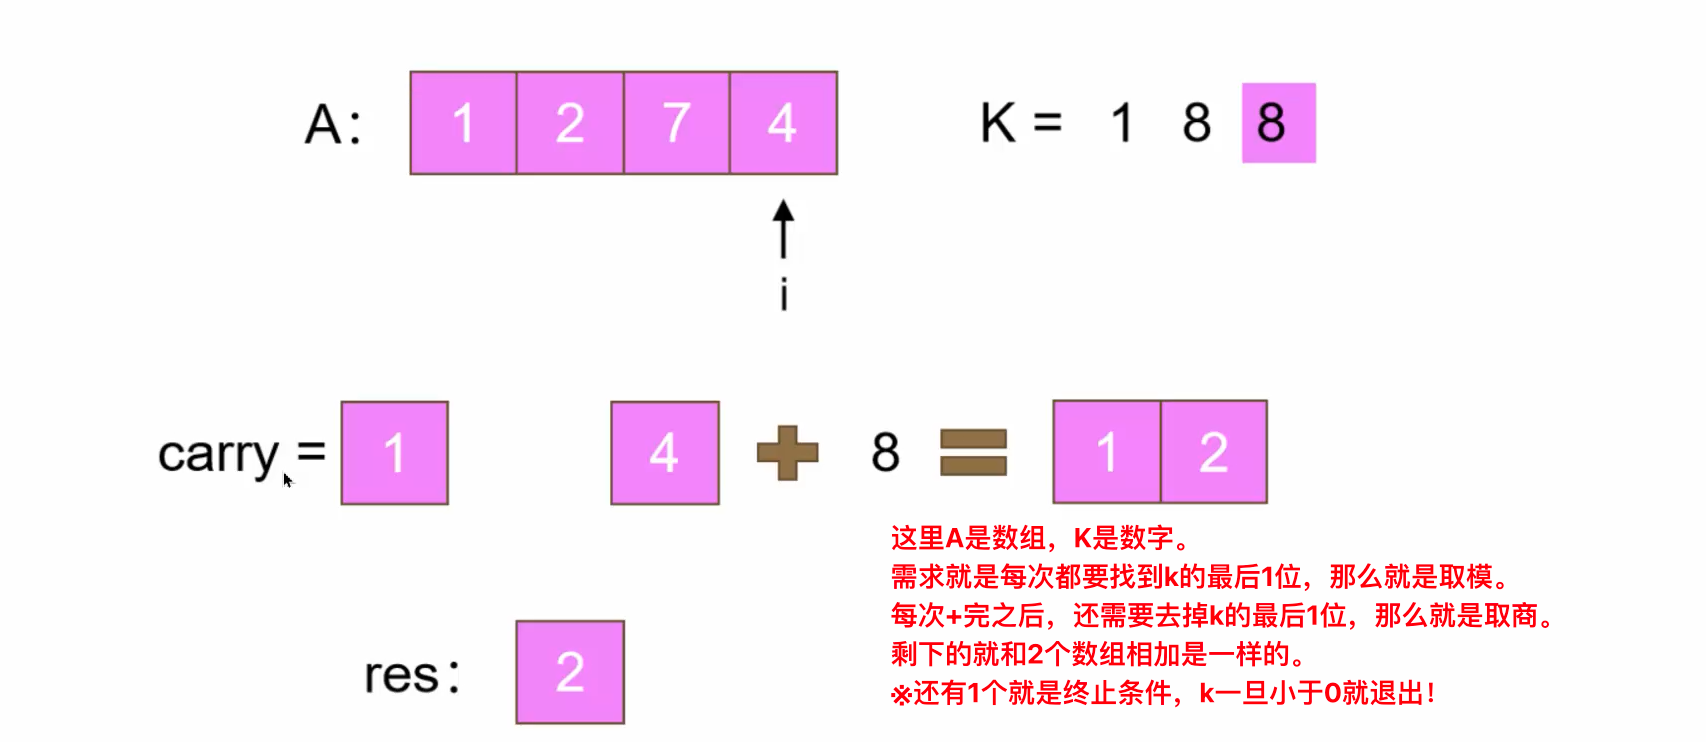 A: 1 2 7 4 K = 1 8 8
i
carry = 1 4 + 8 = 1 2
这里A是数组，K是数字。
需求就是每次都要找到k的最后1位，那么就是取模。
每次+完之后，还需要去掉k的最后1位，那么就是取商。
剩下的就和2个数组相加是一样的。
res: 2
※还有1个就是终止条件，k一旦小于0就退出！